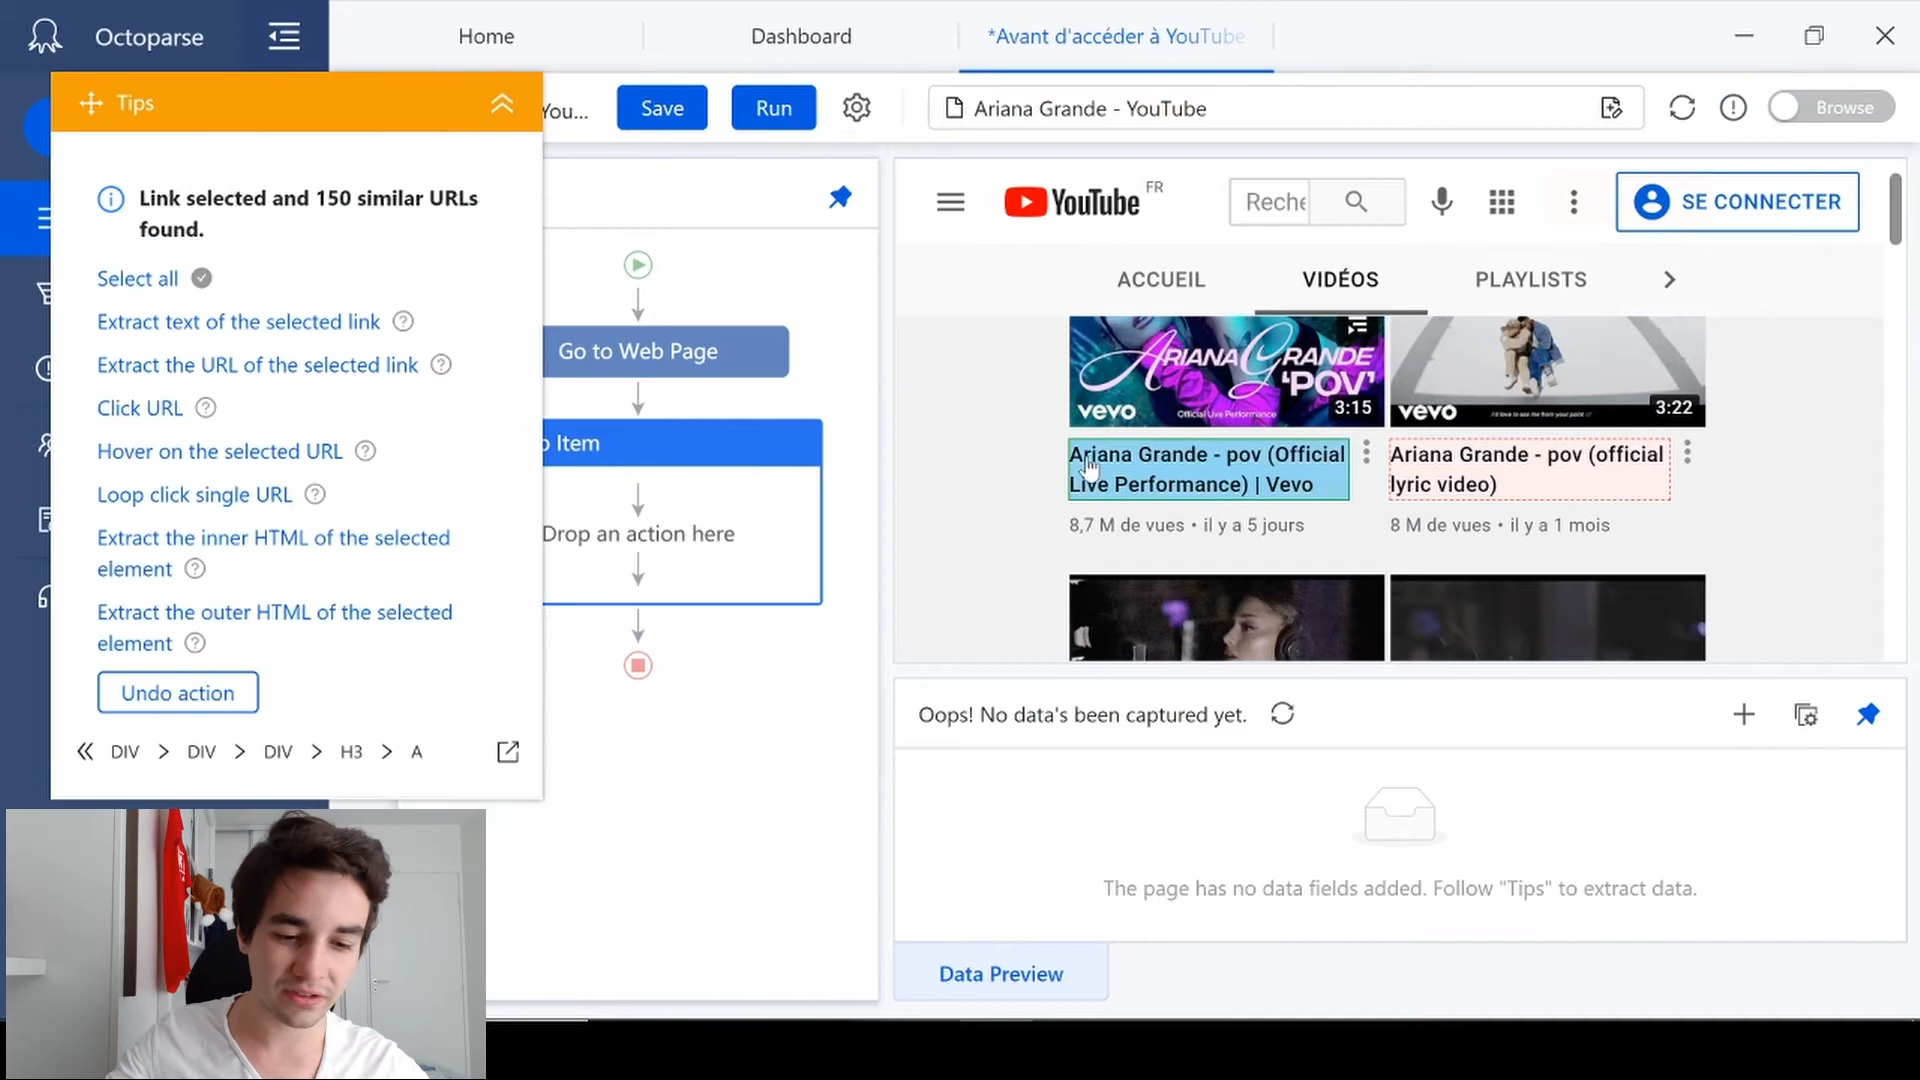 Octoparse
Home
Dashboard
*Avant d'accéder à YouTube
Tips
You...
Save
Run
Ariana Grande - YouTube
Browse
Link selected and 150 similar URLs
found.
Select all
Extract text of the selected link
Extract the URL of the selected link
Click URL
Hover on the selected URL
Loop click single URL
Extract the inner HTML of the selected
element
Extract the outer HTML of the selected
element
Undo action
DIV > DIV > DIV > H3 > A
Go to Web Page
p Item
Drop an action here
YouTube FR
Reche
SE CONNECTER
ACCUEIL
VIDÉOS
PLAYLISTS
ARIANA GRANDE
'POV'
vevo
Official Live Performance
3:15
vevo
3:22
Ariana Grande - pov (Official
Live Performance) | Vevo
8,7 M de vues • il y a 5 jours
Ariana Grande - pov (official
lyric video)
8 M de vues • il y a 1 mois
Oops! No data's been captured yet.
The page has no data fields added. Follow "Tips" to extract data.
Data Preview